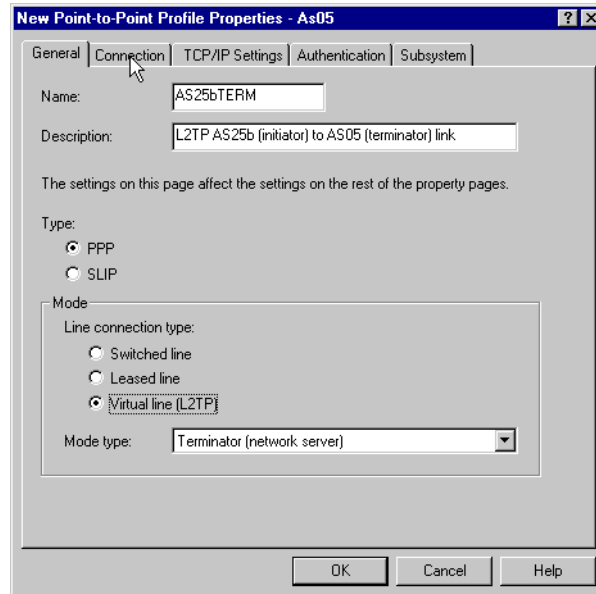 New Point-to-Point Profile Properties - As05
General Connection TCP/IP Settings Authentication Subsystem
Name: AS25bTERM
Description: L2TP AS25b (initiator) to AS05 (terminator) link
The settings on this page affect the settings on the rest of the property pages.
Type:
PPP
SLIP
Mode
Line connection type:
Switched line
Leased line
Virtual line (L2TP)
Mode type: Terminator (network server)
OK Cancel Help